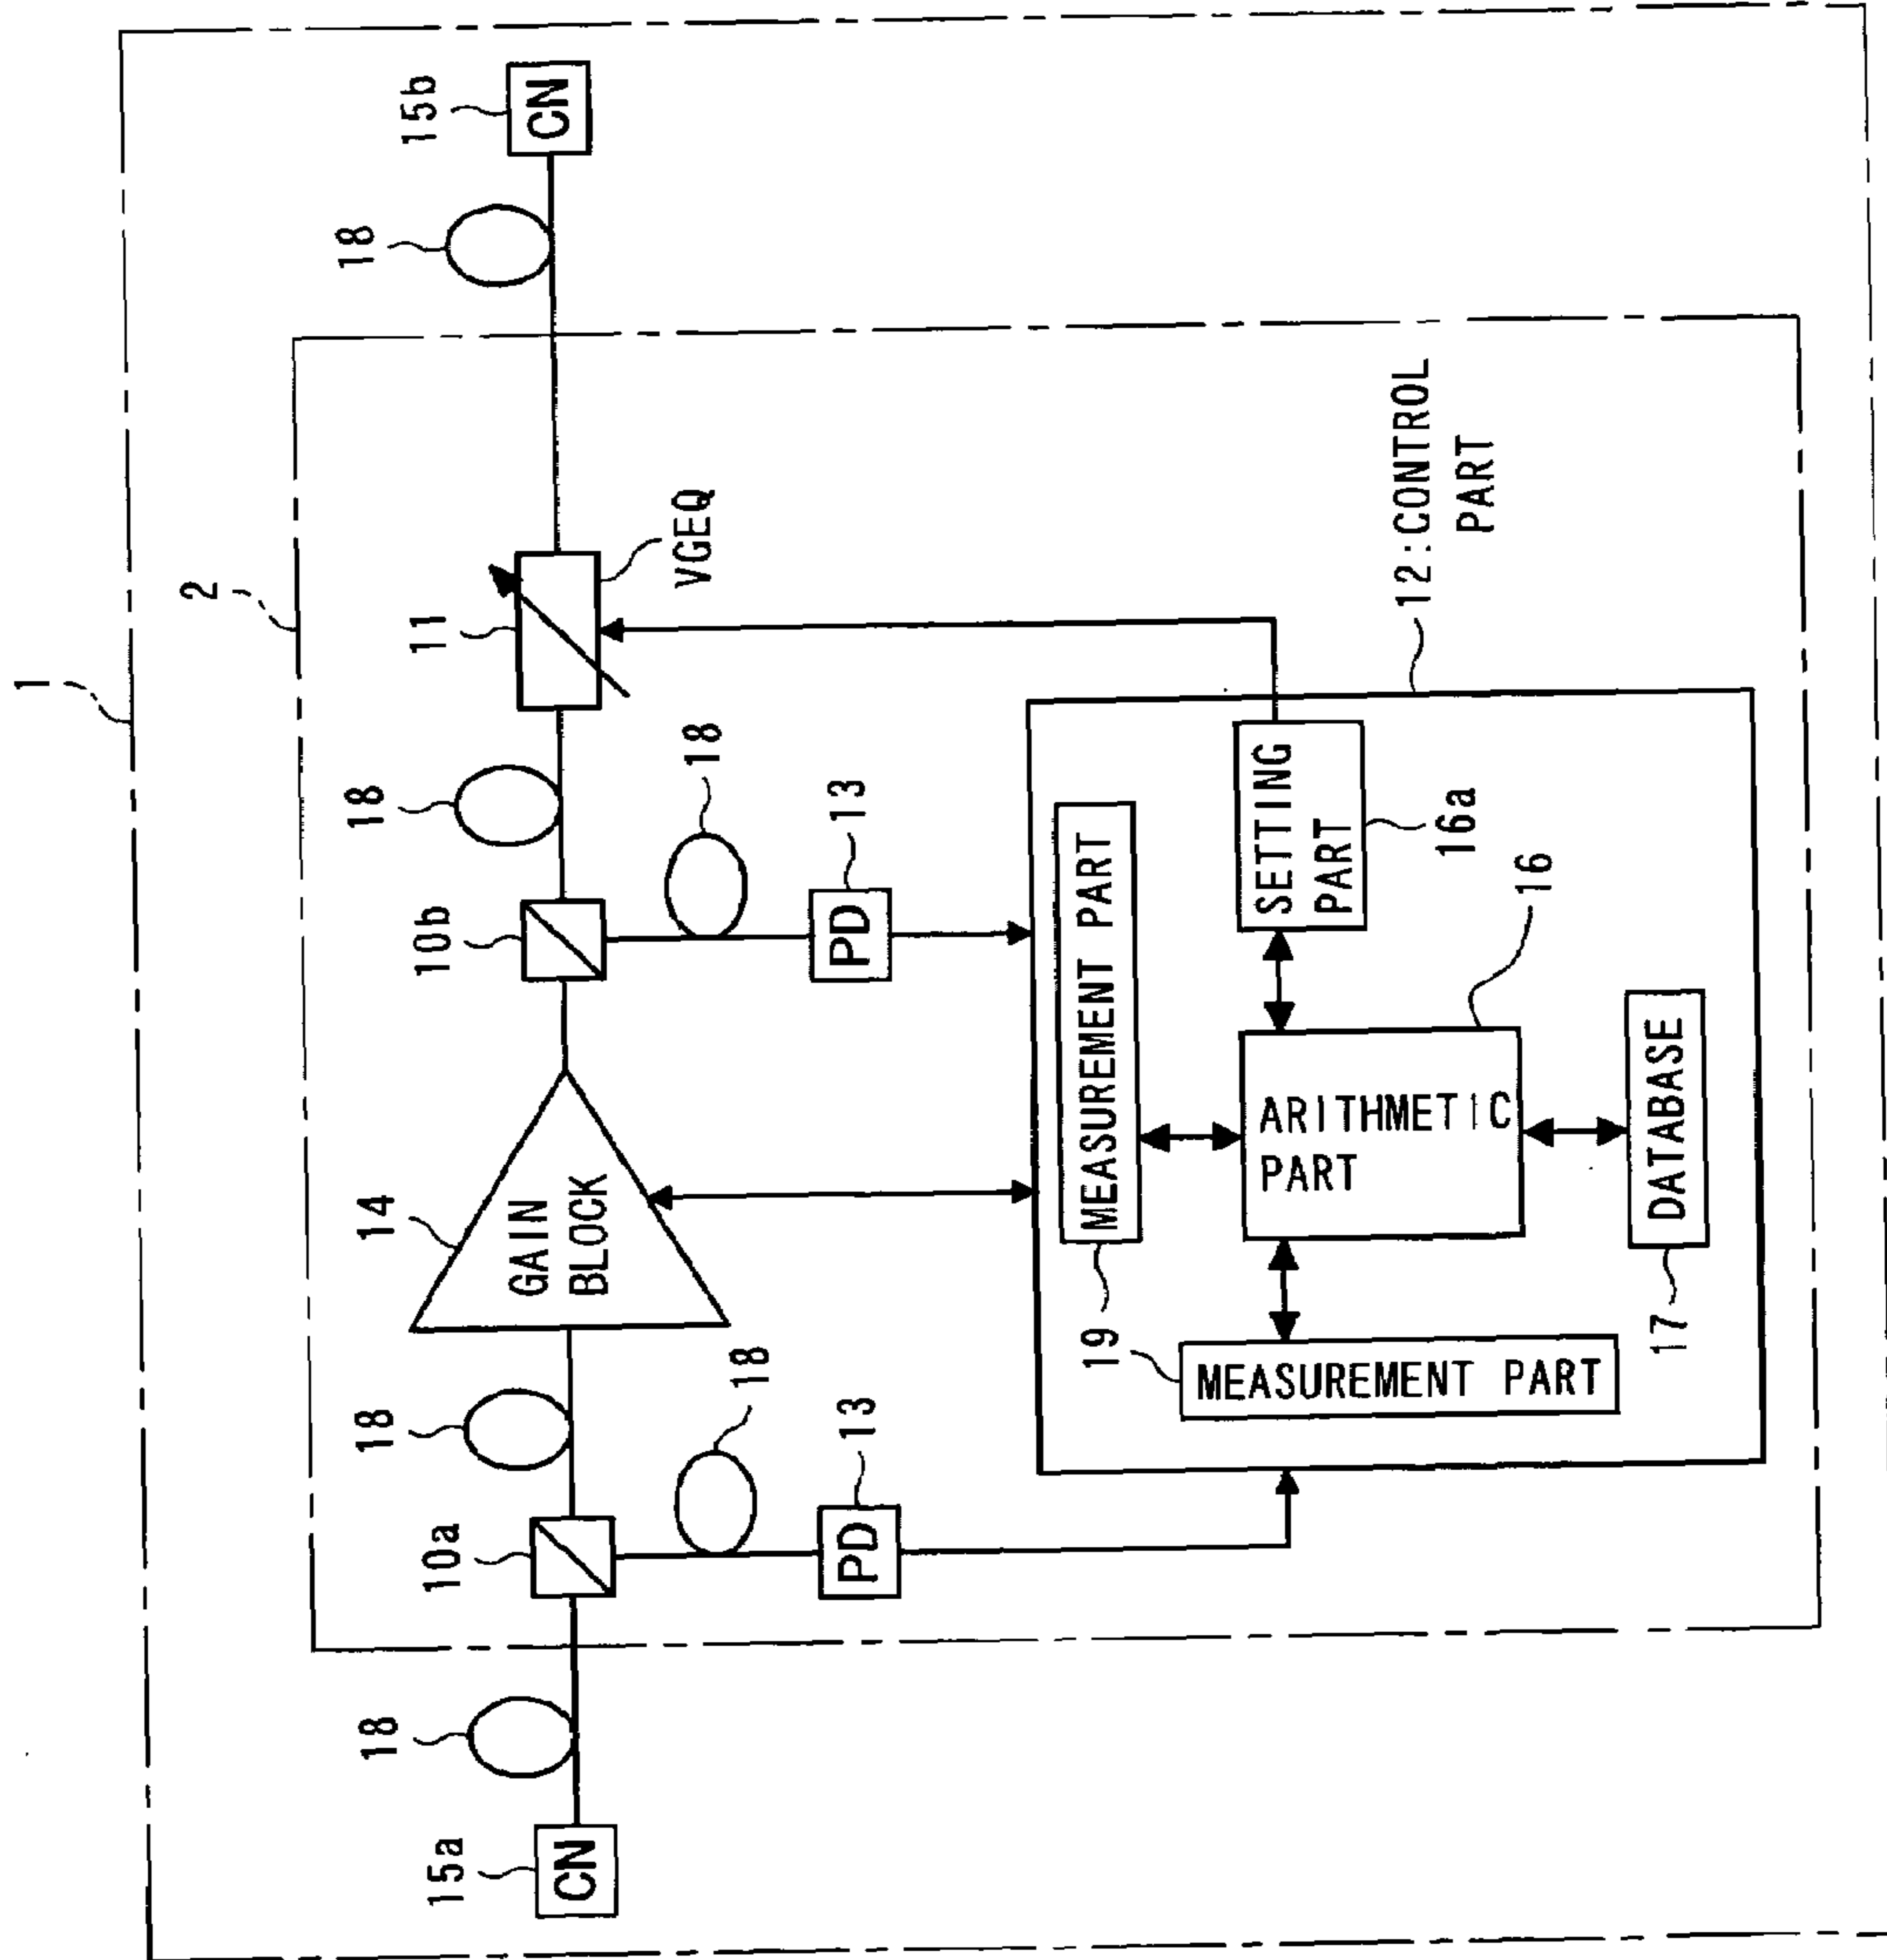 1
2
15a
CN
18
10a
18
14
GAIN
BLOCK
10b
18
11
VGEQ
18
15b
CN
18
PD
13
18
PD
13
12:CONTROL
PART
19
MEASUREMENT PART
MEASUREMENT PART
ARITHMETIC
PART
16
SETTING
PART
16a
17
DATABASE